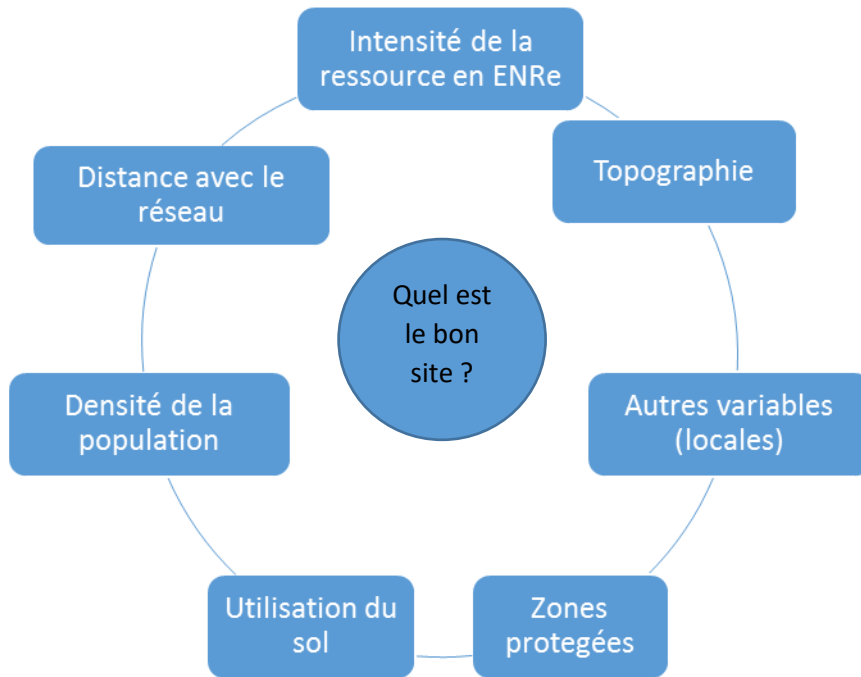 Intensité de la
ressource en ENRe
Topographie
Autres variables
(locales)
Zones
protegées
Utilisation du
sol
Densité de la
population
Distance avec le
réseau
Quel est
le bon
site ?